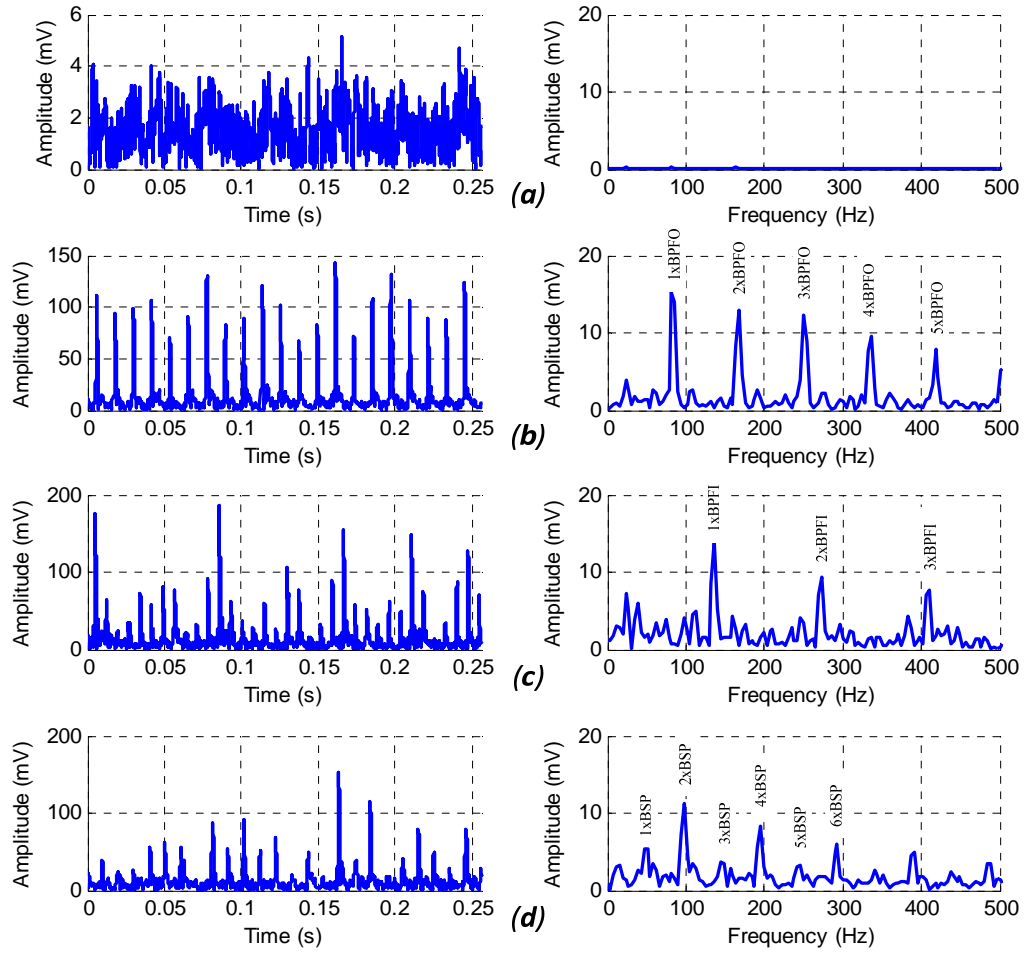 Amplitude (mV)
6
4
2
0
0 0.05 0.1 0.15 0.2 0.25
Time (s)
Amplitude (mV)
20
10
0
0 100 200 300 400 500
Frequency (Hz)
(a)
Amplitude (mV)
150
100
50
0
0 0.05 0.1 0.15 0.2 0.25
Time (s)
Amplitude (mV)
20
10
0
1xBPFO
2xBPFO
3xBPFO
4xBPFO
5xBPFO
0 100 200 300 400 500
Frequency (Hz)
(b)
Amplitude (mV)
200
100
0
0 0.05 0.1 0.15 0.2 0.25
Time (s)
Amplitude (mV)
20
10
0
1xBPFI
2xBPFI
3xBPFI
0 100 200 300 400 500
Frequency (Hz)
(c)
Amplitude (mV)
200
100
0
0 0.05 0.1 0.15 0.2 0.25
Time (s)
Amplitude (mV)
20
10
0
1xBSP
2xBSP
3xBSP
4xBSP
5xBSP
6xBSP
0 100 200 300 400 500
Frequency (Hz)
(d)